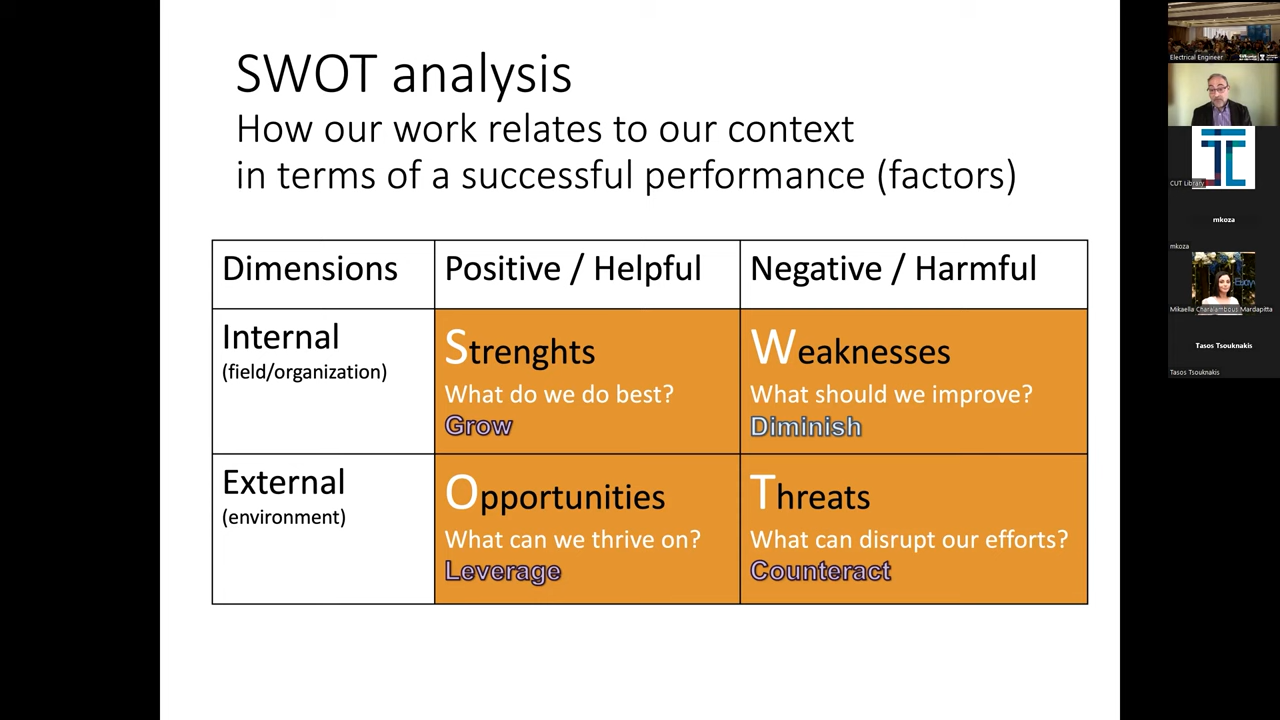 SWOT analysis
How our work relates to our context
in terms of a successful performance (factors)
Dimensions
Positive / Helpful
Negative / Harmful
Internal
(field/organization)
Strenghts
What do we do best?
Grow
Weaknesses
What should we improve?
Diminish
External
(environment)
Opportunities
What can we thrive on?
Leverage
Threats
What can disrupt our efforts?
Counteract
Electrical Engineer
CUT Library
mkoza
mkoza
Mikaella Charalambous Mardapitta
Tasos Tsouknakis
Tasos Tsouknakis